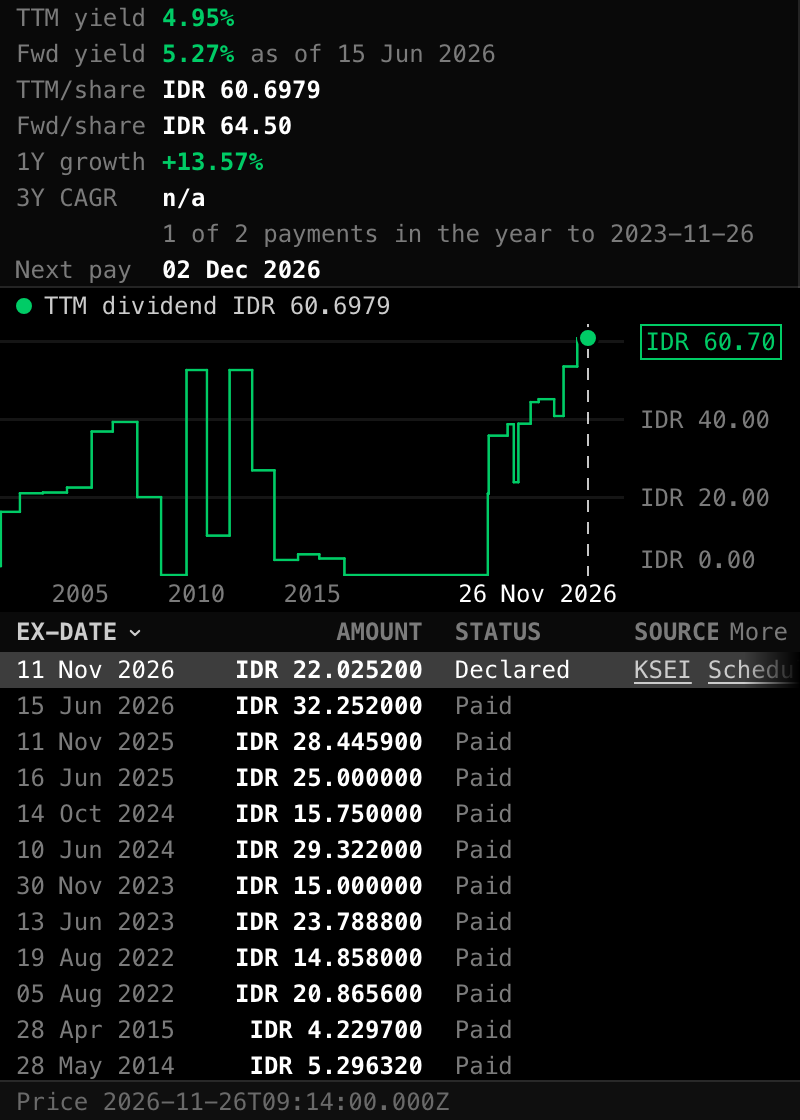 TTM yield 4.95%
Fwd yield 5.27% as of 15 Jun 2026
TTM/share IDR 60.6979
Fwd/share IDR 64.50
1Y growth +13.57%
3Y CAGR n/a
1 of 2 payments in the year to 2023-11-26
Next pay 02 Dec 2026
TTM dividend IDR 60.6979
IDR 60.70
IDR 40.00
IDR 20.00
IDR 0.00
2005 2010 2015 26 Nov 2026
EX-DATE AMOUNT STATUS SOURCE More
11 Nov 2026 IDR 22.025200 Declared KSEI Schedu
15 Jun 2026 IDR 32.252000 Paid
11 Nov 2025 IDR 28.445900 Paid
16 Jun 2025 IDR 25.000000 Paid
14 Oct 2024 IDR 15.750000 Paid
10 Jun 2024 IDR 29.322000 Paid
30 Nov 2023 IDR 15.000000 Paid
13 Jun 2023 IDR 23.788800 Paid
19 Aug 2022 IDR 14.858000 Paid
05 Aug 2022 IDR 20.865600 Paid
28 Apr 2015 IDR 4.229700 Paid
28 May 2014 IDR 5.296320 Paid
Price 2026-11-26T09:14:00.000Z